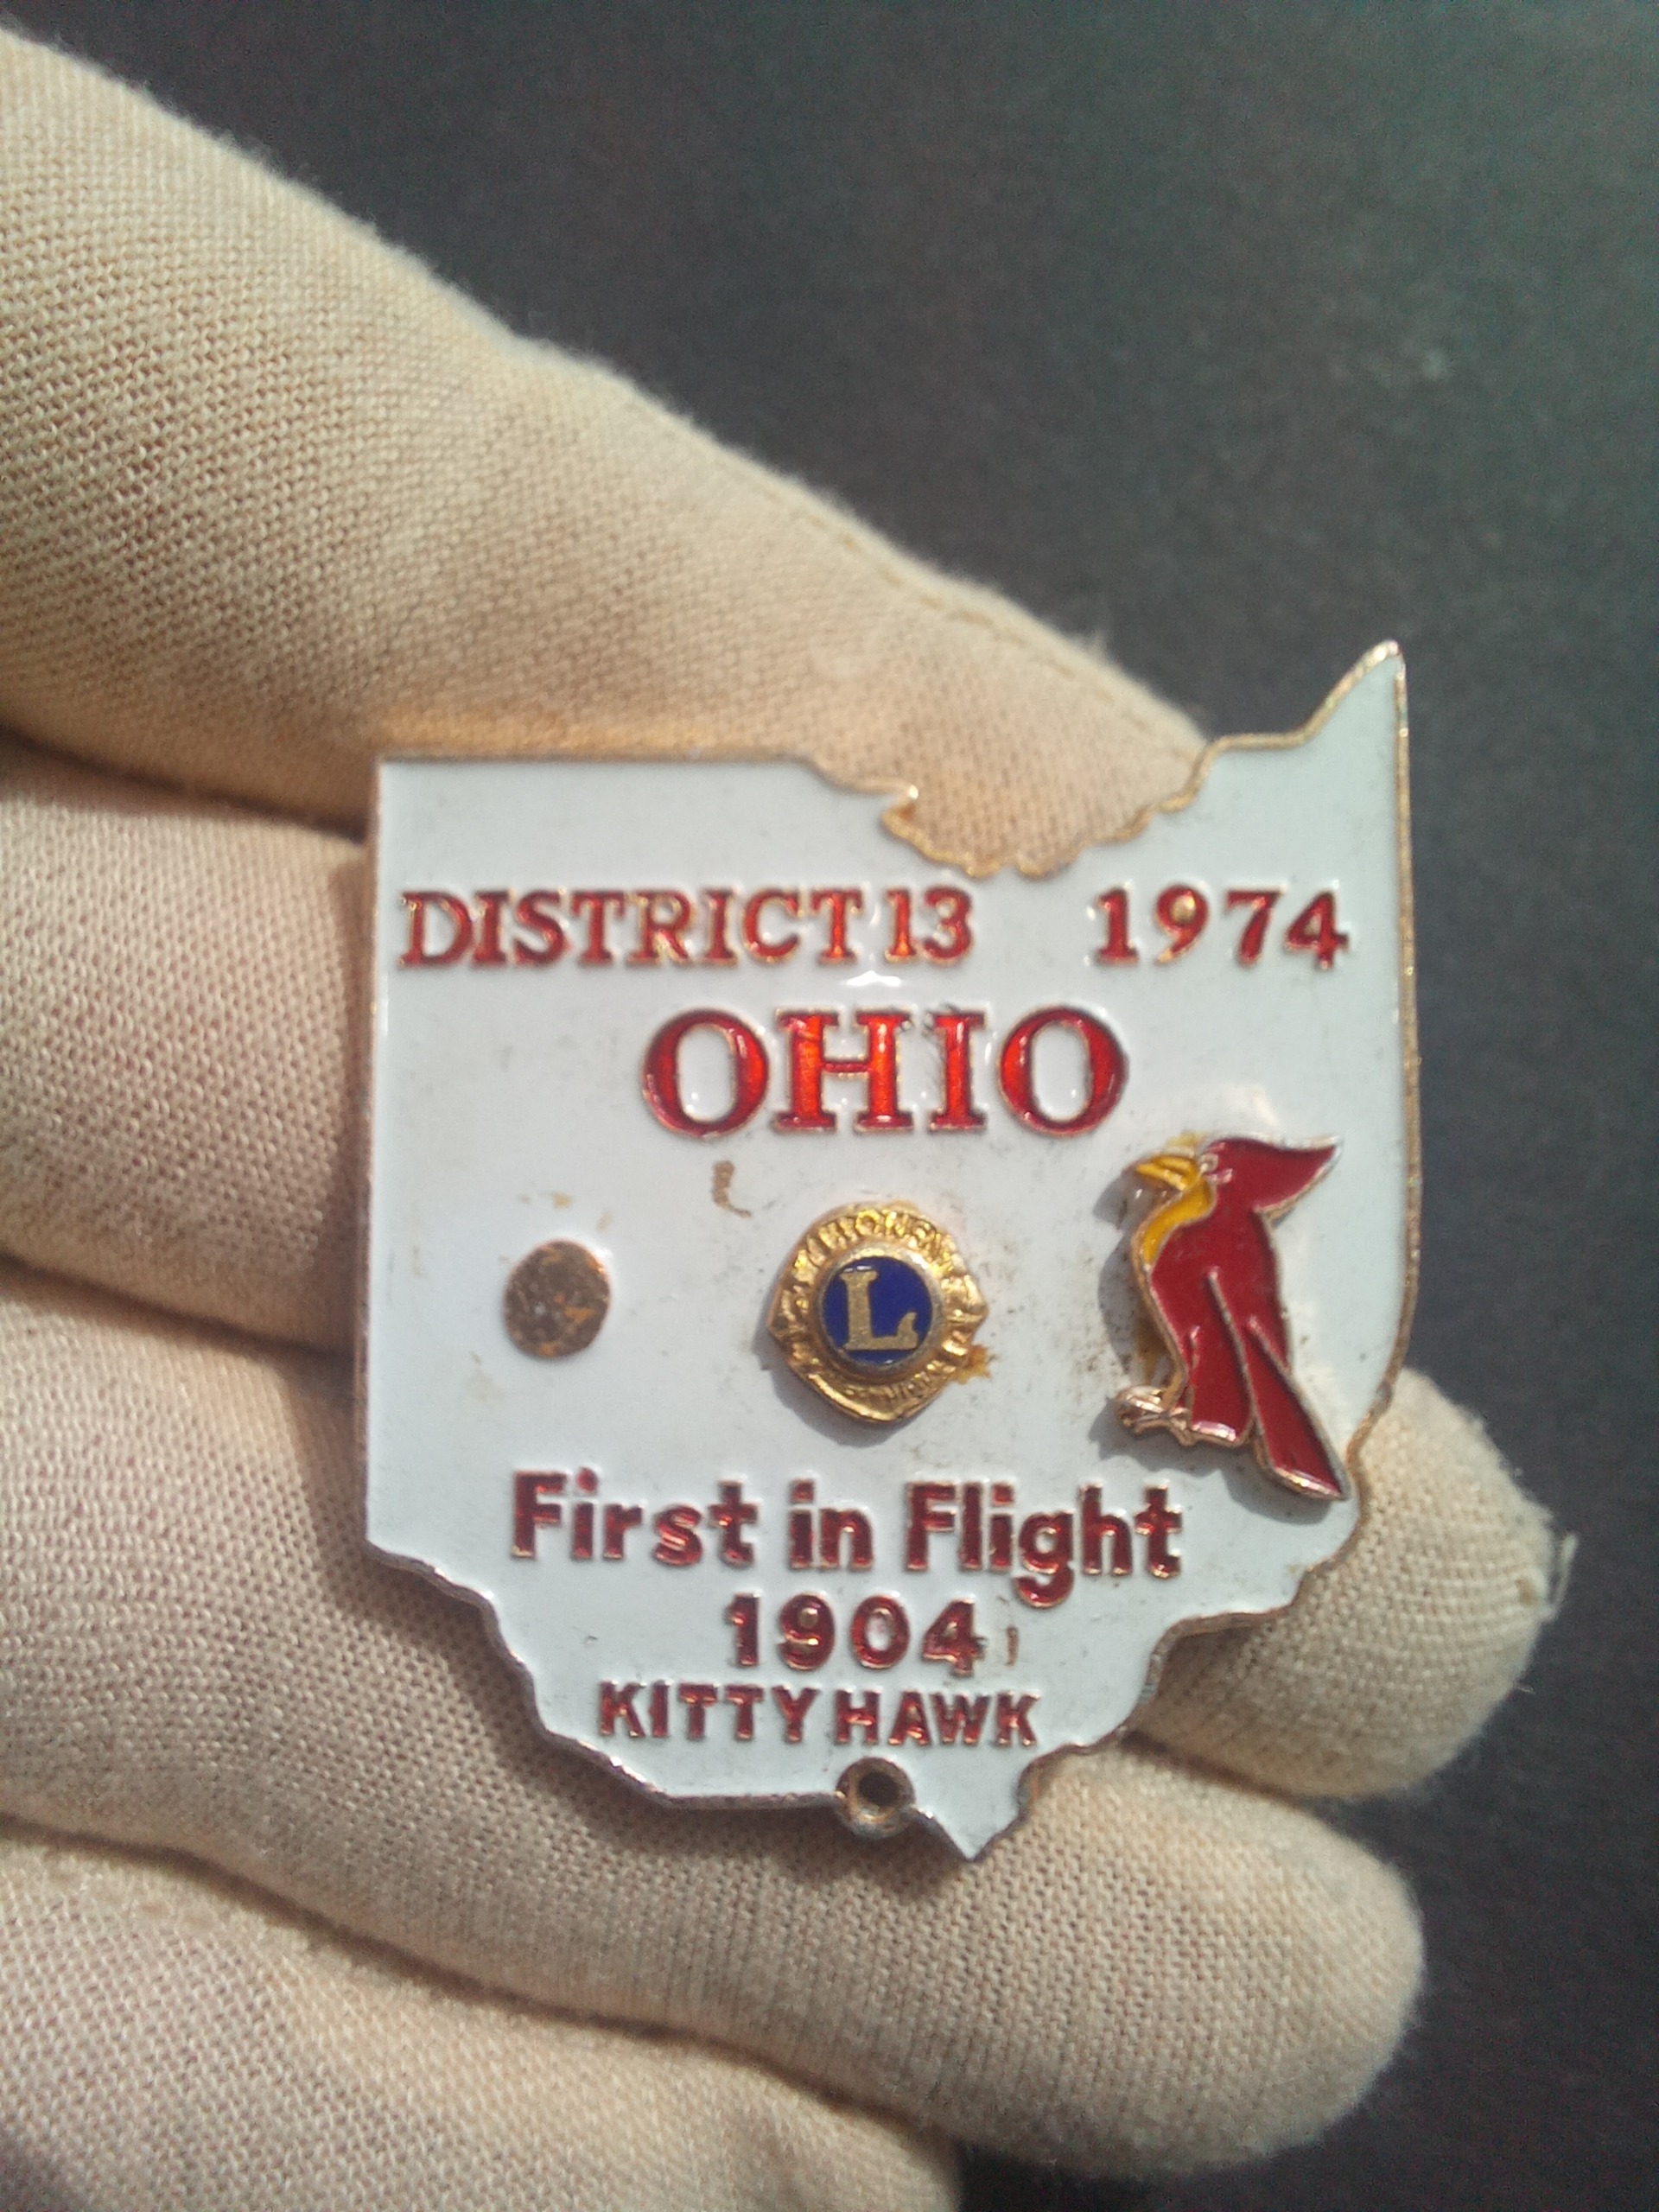 DISTRICT 13 1974
OHIO
L
First in Flight
1904
KITTY HAWK